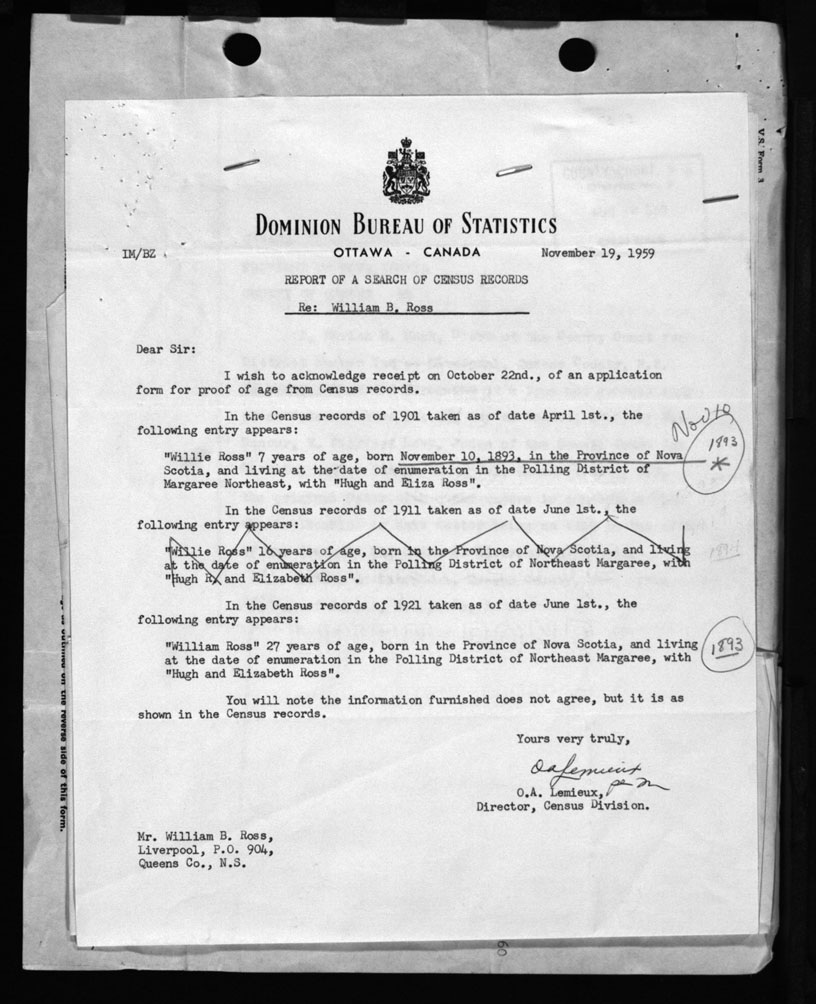 DOMINION BUREAU OF STATISTICS
OTTAWA - CANADA
IM/BZ
November 19, 1959
V.S. Form 3
REPORT OF A SEARCH OF CENSUS RECORDS
Re: William B. Ross
Dear Sir:
I wish to acknowledge receipt on October 22nd., of an application
form for proof of age from Census records.
In the Census records of 1901 taken as of date April 1st., the
following entry appears:
Nov 10
1893
*
"Willie Ross" 7 years of age, born November 10, 1893, in the Province of Nova
Scotia, and living at the date of enumeration in the Polling District of
Margaree Northeast, with "Hugh and Eliza Ross".
In the Census records of 1911 taken as of date June 1st., the
following entry appears:
"Willie Ross" 16 years of age, born in the Province of Nova Scotia, and living
at the date of enumeration in the Polling District of Northeast Margaree, with
"Hugh R. and Elizabeth Ross".
In the Census records of 1921 taken as of date June 1st., the
following entry appears:
"William Ross" 27 years of age, born in the Province of Nova Scotia, and living
at the date of enumeration in the Polling District of Northeast Margaree, with
"Hugh and Elizabeth Ross".
1893
You will note the information furnished does not agree, but it is as
shown in the Census records.
Yours very truly,
O A Lemieux
O.A. Lemieux,
Director, Census Division.
Mr. William B. Ross,
Liverpool, P.O. 904,
Queens Co., N.S.
on the reverse side of this form.
60